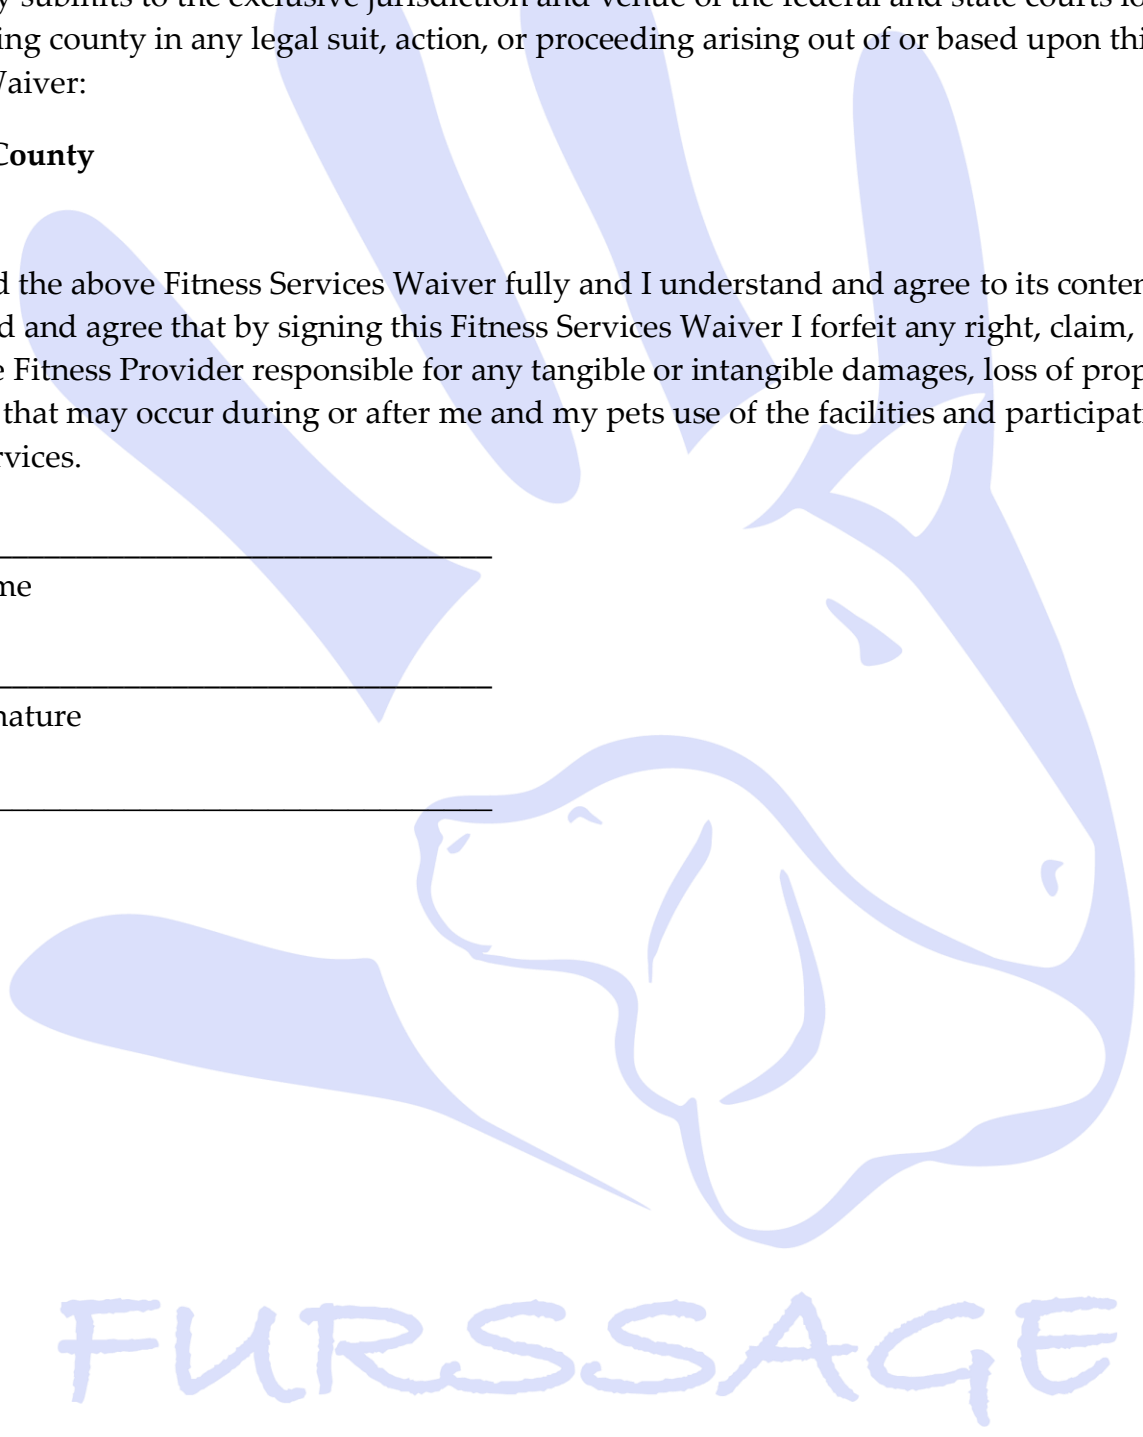 y submits to the exclusive jurisdiction and venue of the federal and state courts lo
ing county in any legal suit, action, or proceeding arising out of or based upon thi
Waiver:
County
d the above Fitness Services Waiver fully and I understand and agree to its conten
d and agree that by signing this Fitness Services Waiver I forfeit any right, claim,
e Fitness Provider responsible for any tangible or intangible damages, loss of prop
that may occur during or after me and my pets use of the facilities and participati
rvices.
me
nature
FURSSAGE